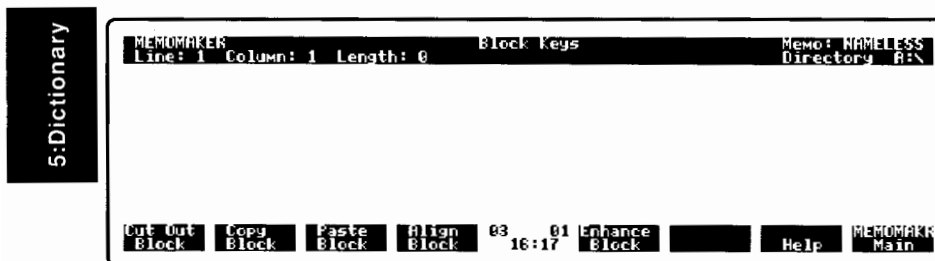 5:Dictionary
MEMOMAKER Block Keys Memo: NAMELESS
Line: 1 Column: 1 Length: 0 Directory A:\
Cut Out Copy Paste Align 03 01 Enhance MEMOMAKR
Block Block Block Block 16:17 Block Help Main